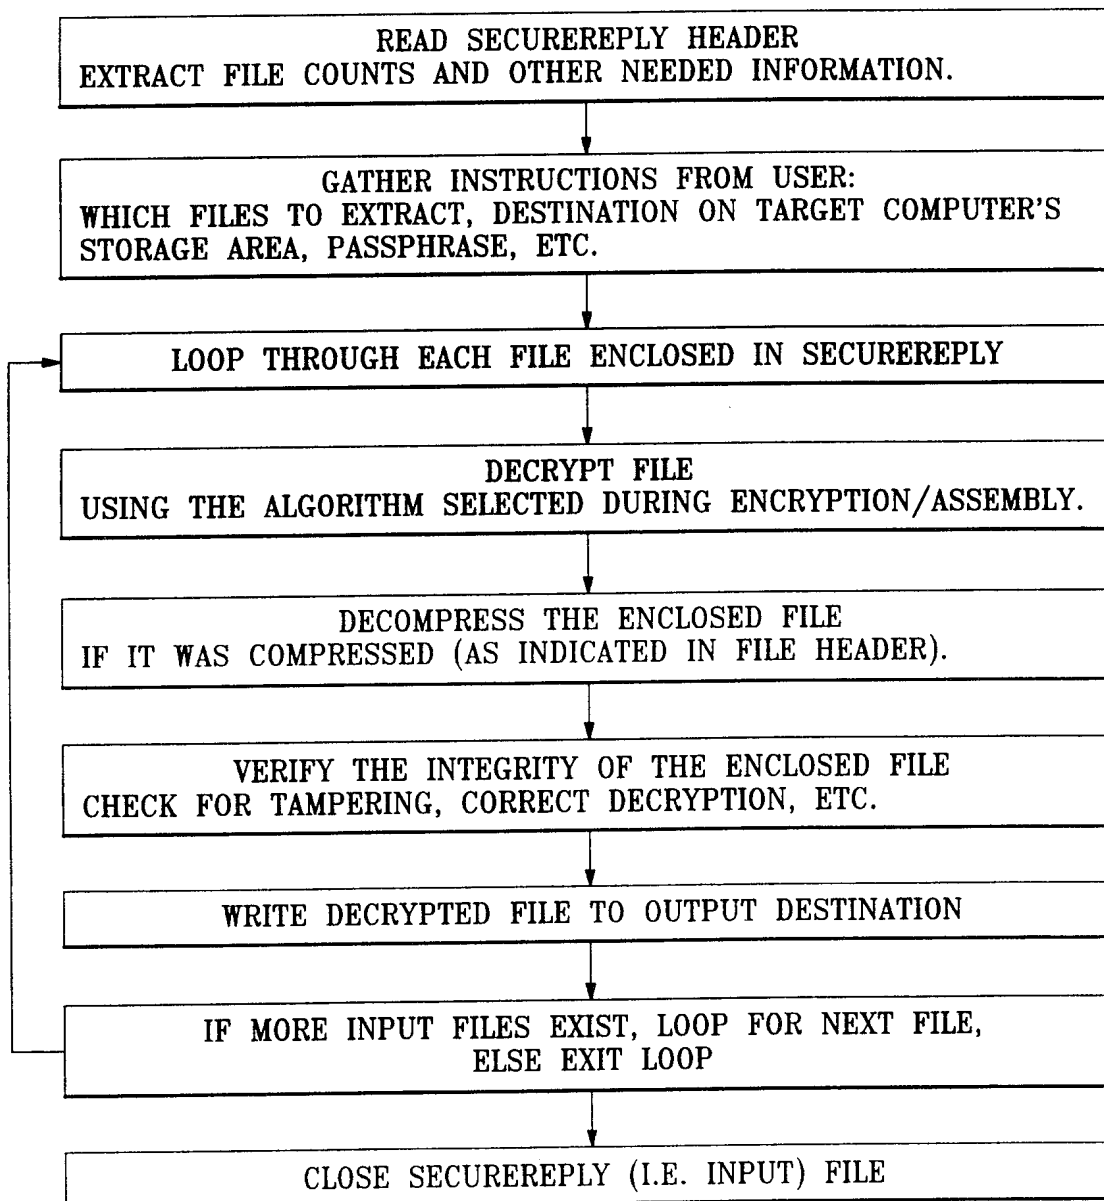 READ SECUREREPLY HEADER
EXTRACT FILE COUNTS AND OTHER NEEDED INFORMATION.
GATHER INSTRUCTIONS FROM USER:
WHICH FILES TO EXTRACT, DESTINATION ON TARGET COMPUTER'S
STORAGE AREA, PASSPHRASE, ETC.
LOOP THROUGH EACH FILE ENCLOSED IN SECUREREPLY
DECRYPT FILE
USING THE ALGORITHM SELECTED DURING ENCRYPTION/ASSEMBLY.
DECOMPRESS THE ENCLOSED FILE
IF IT WAS COMPRESSED (AS INDICATED IN FILE HEADER).
VERIFY THE INTEGRITY OF THE ENCLOSED FILE
CHECK FOR TAMPERING, CORRECT DECRYPTION, ETC.
WRITE DECRYPTED FILE TO OUTPUT DESTINATION
IF MORE INPUT FILES EXIST, LOOP FOR NEXT FILE,
ELSE EXIT LOOP
CLOSE SECUREREPLY (I.E. INPUT) FILE